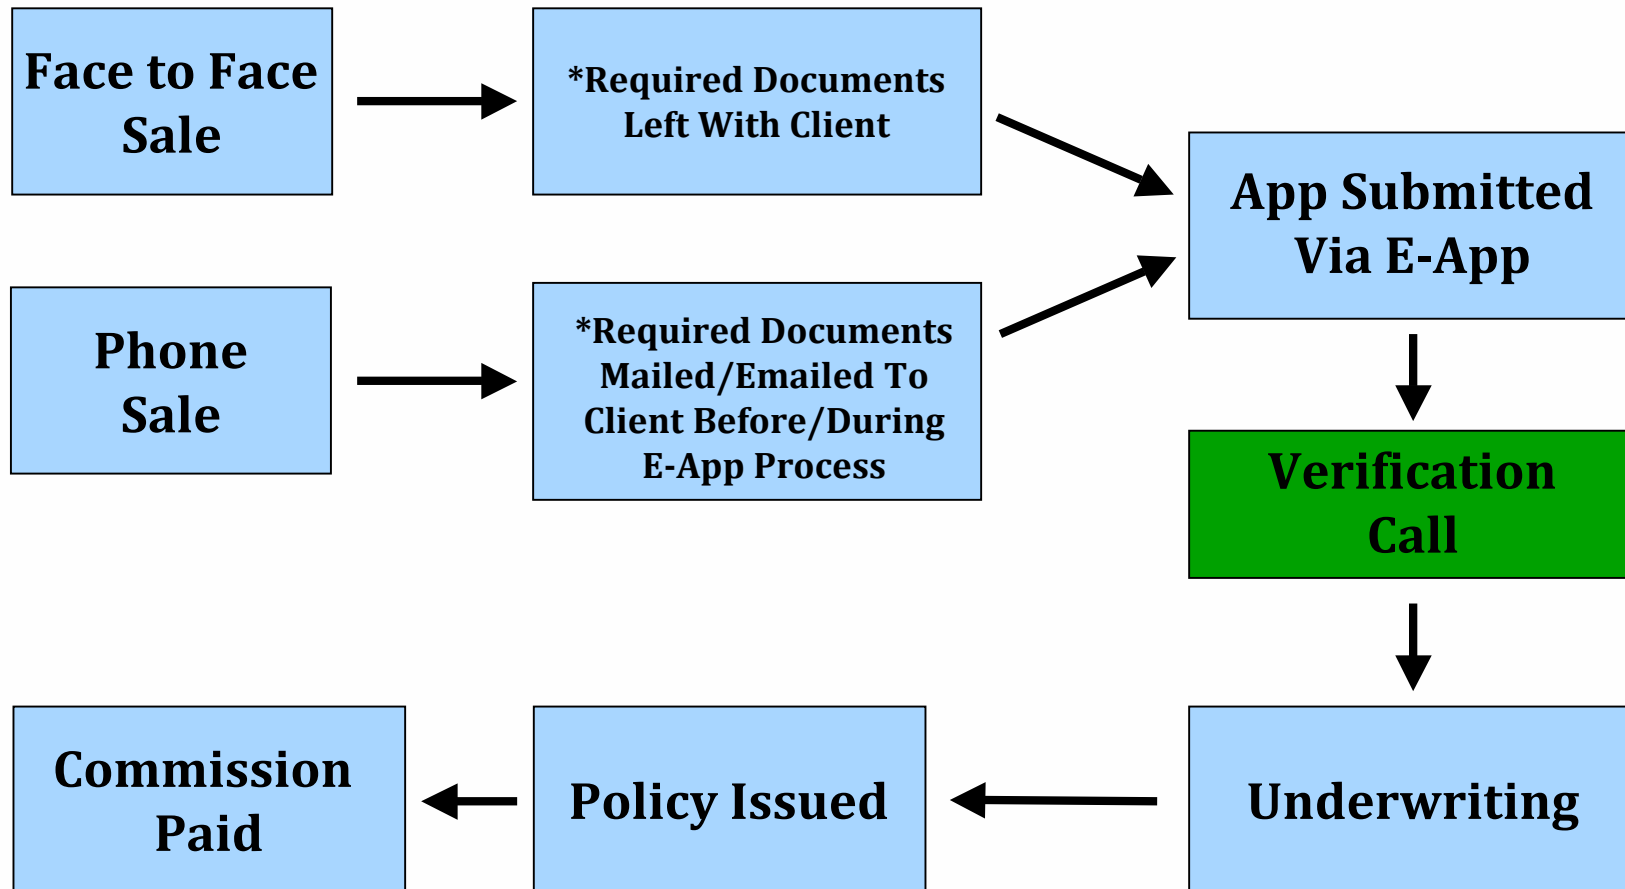 Face to Face
Sale
*Required Documents
Left With Client
App Submitted
Via E-App
Phone
Sale
*Required Documents
Mailed/Emailed To
Client Before/During
E-App Process
Verification
Call
Commission
Paid
Policy Issued
Underwriting